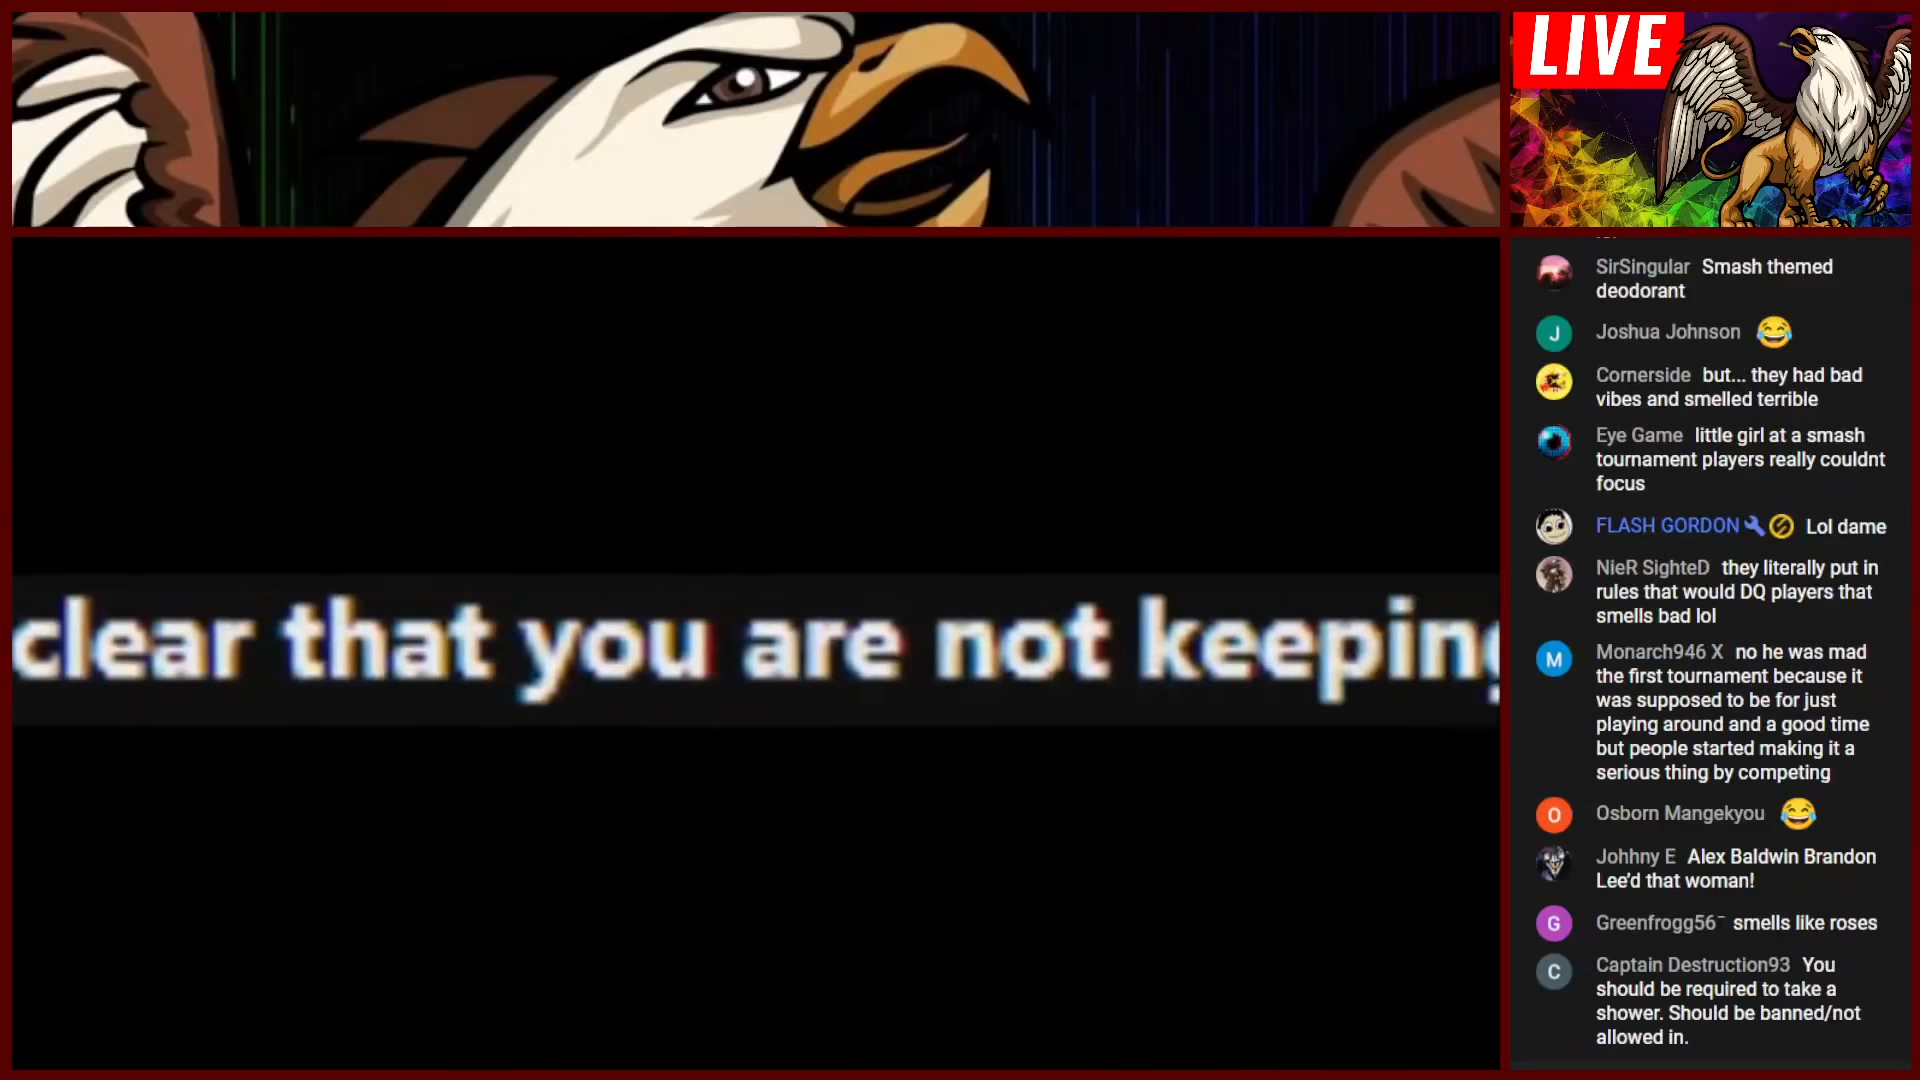 LIVE
SirSingular Smash themed
deodorant
Joshua Johnson 😂
Cornerside but... they had bad
vibes and smelled terrible
Eye Game little girl at a smash
tournament players really couldnt
focus
FLASH GORDON Lol dame
NieR SighteD they literally put in
rules that would DQ players that
smells bad lol
clear that you are not keeping
M
Monarch946 X no he was mad
the first tournament because it
was supposed to be for just
playing around and a good time
but people started making it a
serious thing by competing
Osborn Mangekyou 😂
Johhny E Alex Baldwin Brandon
Lee'd that woman!
Greenfrogg56⁻ smells like roses
Captain Destruction93 You
should be required to take a
shower. Should be banned/not
allowed in.